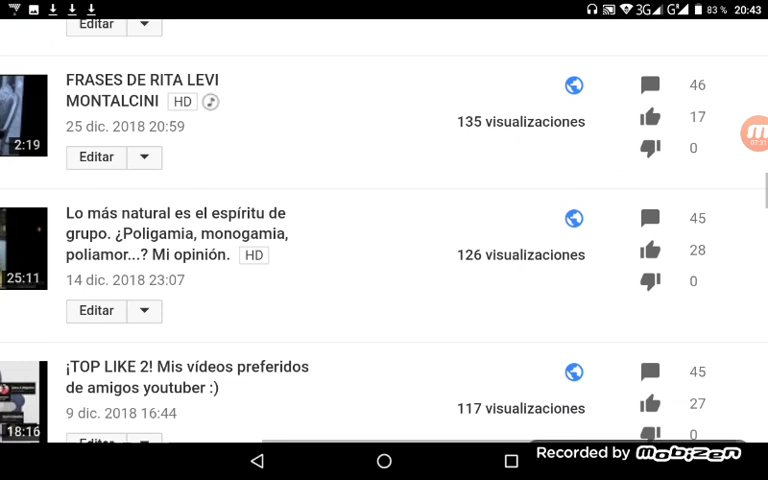 3G G 83 % 20:43
Editar
FRASES DE RITA LEVI
MONTALCINI HD
25 dic. 2018 20:59
135 visualizaciones
46
17
0
2:19
Editar
07:51
Lo más natural es el espíritu de
grupo. ¿Poligamia, monogamia,
poliamor...? Mi opinión. HD
14 dic. 2018 23:07
126 visualizaciones
45
28
0
25:11
Editar
¡TOP LIKE 2! Mis vídeos preferidos
de amigos youtuber :)
9 dic. 2018 16:44
117 visualizaciones
45
27
0
18:16
Editar
Recorded by Mobizen